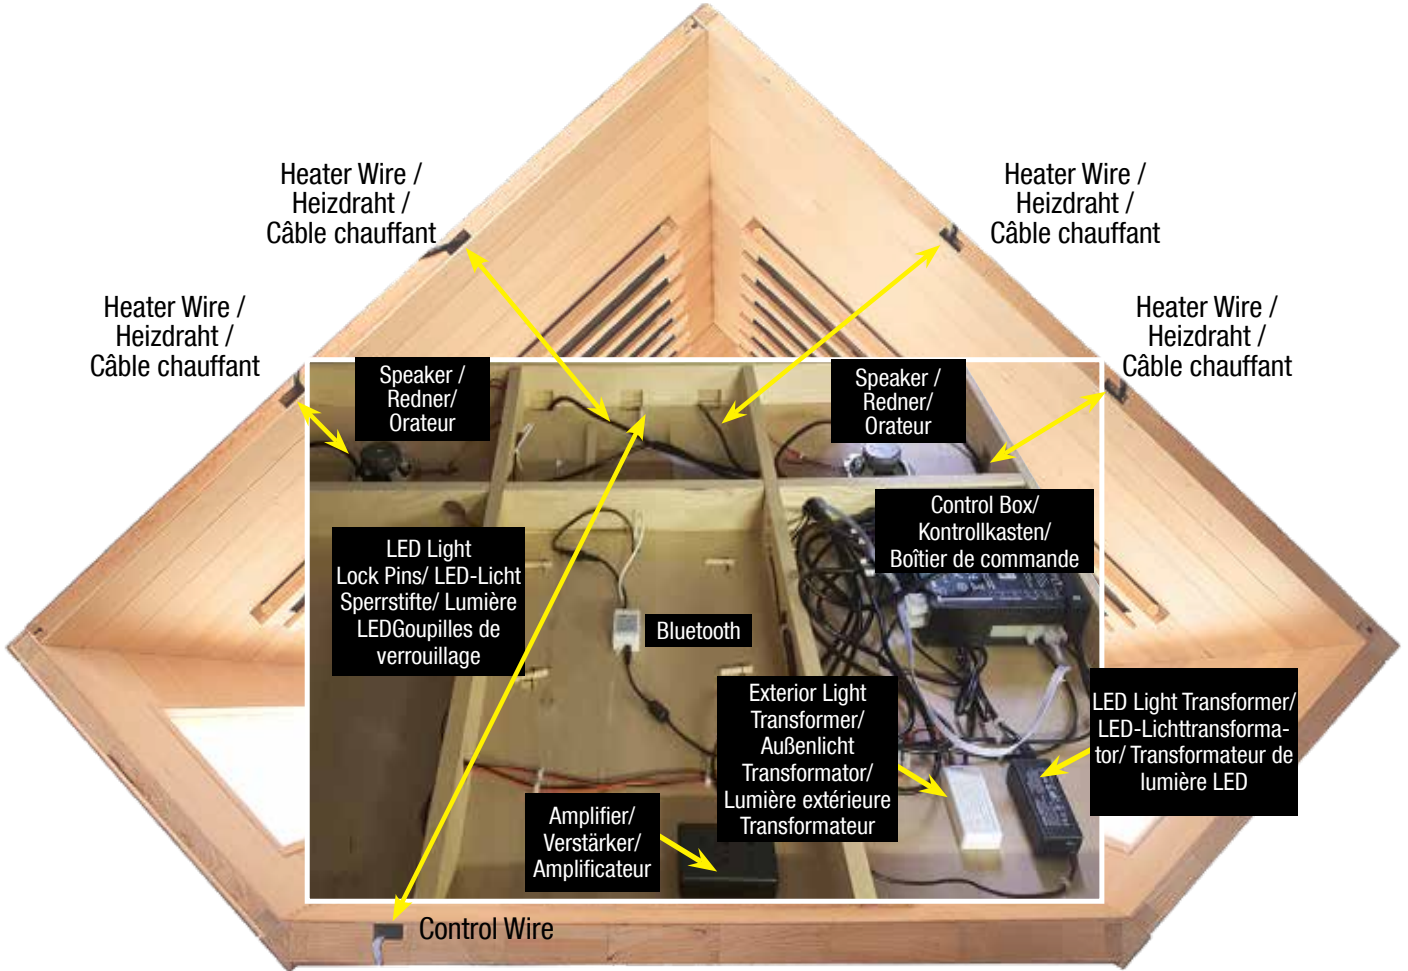 Heater Wire /
Heizdraht /
Câble chauffant
Heater Wire /
Heizdraht /
Câble chauffant
Heater Wire /
Heizdraht /
Câble chauffant
Heater Wire /
Heizdraht /
Câble chauffant
Speaker /
Redner/
Orateur
Speaker /
Redner/
Orateur
Control Box/
Kontrollkasten/
Boîtier de commande
LED Light
Lock Pins/ LED-Licht
Sperrstifte/ Lumière
LEDGoupilles de
verrouillage
Bluetooth
Exterior Light
Transformer/
Außenlicht
Transformator/
Lumière extérieure
Transformateur
LED Light Transformer/
LED-Lichttransforma-
tor/ Transformateur de
lumière LED
Amplifier/
Verstärker/
Amplificateur
Control Wire